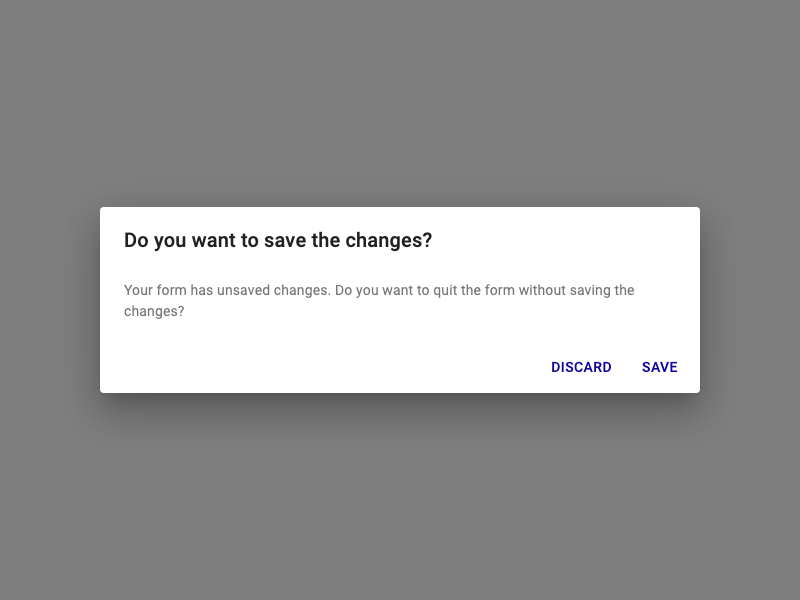 Do you want to save the changes?
Your form has unsaved changes. Do you want to quit the form without saving the
changes?
DISCARD SAVE